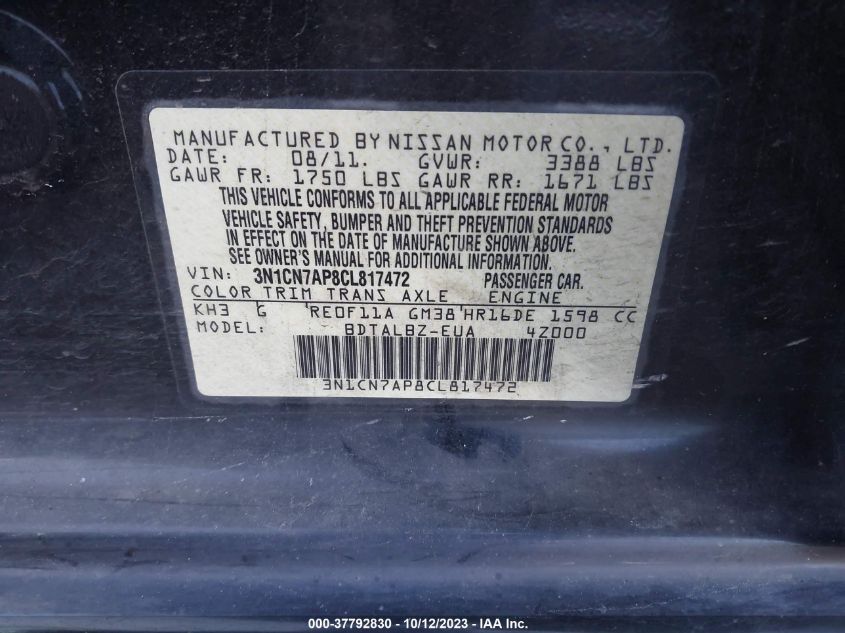 MANUFACTURED BY NISSAN MOTOR CO., LTD.
DATE: 08/11. GVWR: 3388 LBS
GAWR FR: 1750 LBS GAWR RR: 1671 LBS
THIS VEHICLE CONFORMS TO ALL APPLICABLE FEDERAL MOTOR
VEHICLE SAFETY, BUMPER AND THEFT PREVENTION STANDARDS
IN EFFECT ON THE DATE OF MANUFACTURE SHOWN ABOVE.
SEE OWNER'S MANUAL FOR ADDITIONAL INFORMATION.
VIN: 3N1CN7AP8CL817472 PASSENGER CAR.
COLOR TRIM TRANS AXLE ENGINE
KH3 G RE0F11A GM38 HR16DE 1598 CC
MODEL: BDTALBZ-EUA 4Z000
3N1CN7AP8CL817472
000-37792830 - 10/12/2023 - IAA Inc.